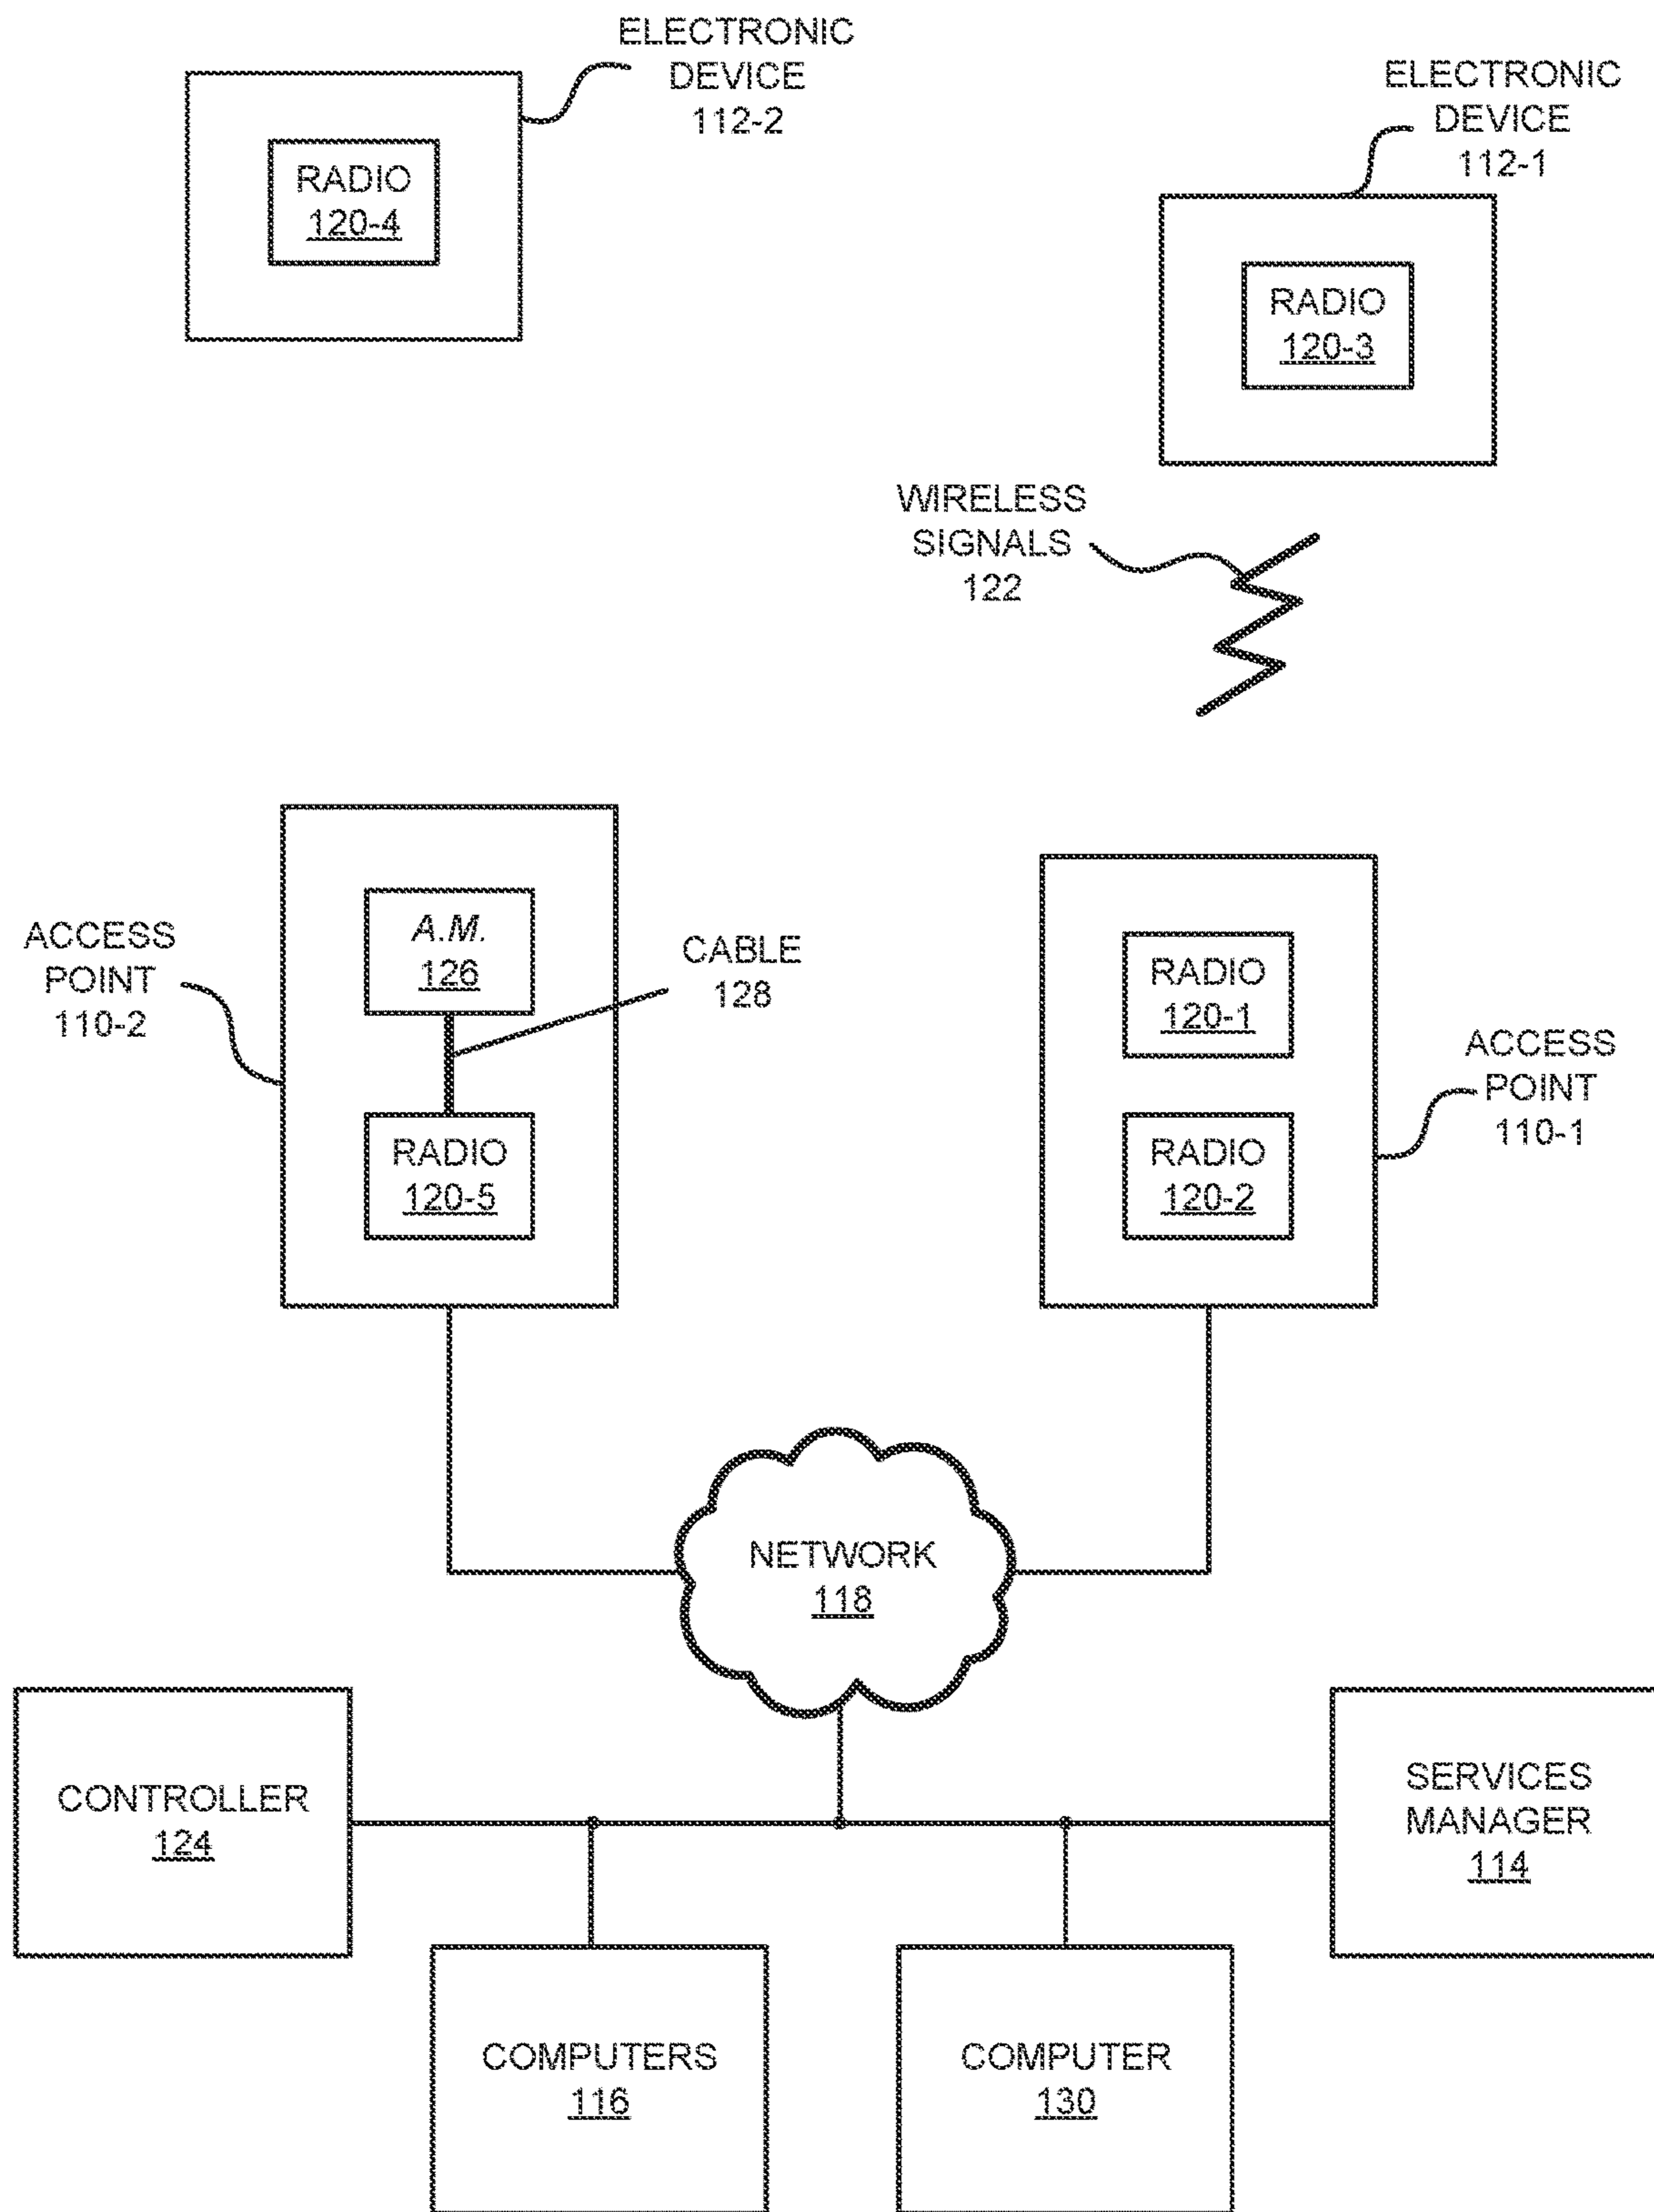 ELECTRONIC
DEVICE
112-2
RADIO
120-4
ELECTRONIC
DEVICE
112-1
RADIO
120-3
WIRELESS
SIGNALS
122
ACCESS
POINT
110-2
A.M.
126
CABLE
128
RADIO
120-5
RADIO
120-1
RADIO
120-2
ACCESS
POINT
110-1
NETWORK
118
CONTROLLER
124
SERVICES
MANAGER
114
COMPUTERS
116
COMPUTER
130